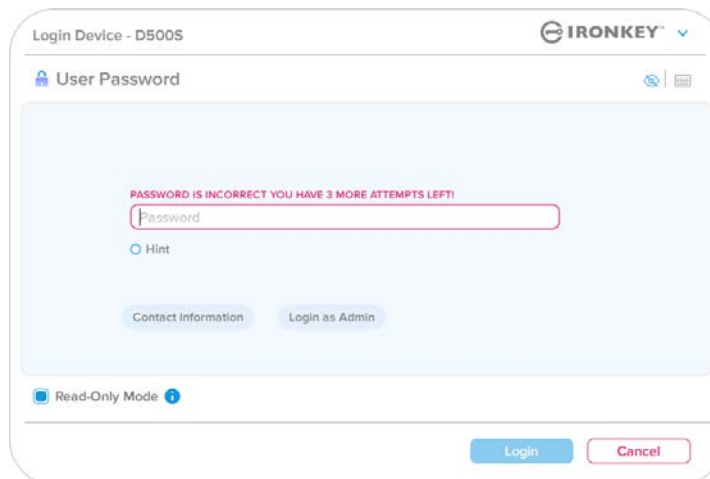 Login Device - D500S
IRONKEY™
User Password
PASSWORD IS INCORRECT YOU HAVE 3 MORE ATTEMPTS LEFT!
Password
Hint
Contact Information Login as Admin
Read-Only Mode
Login Cancel